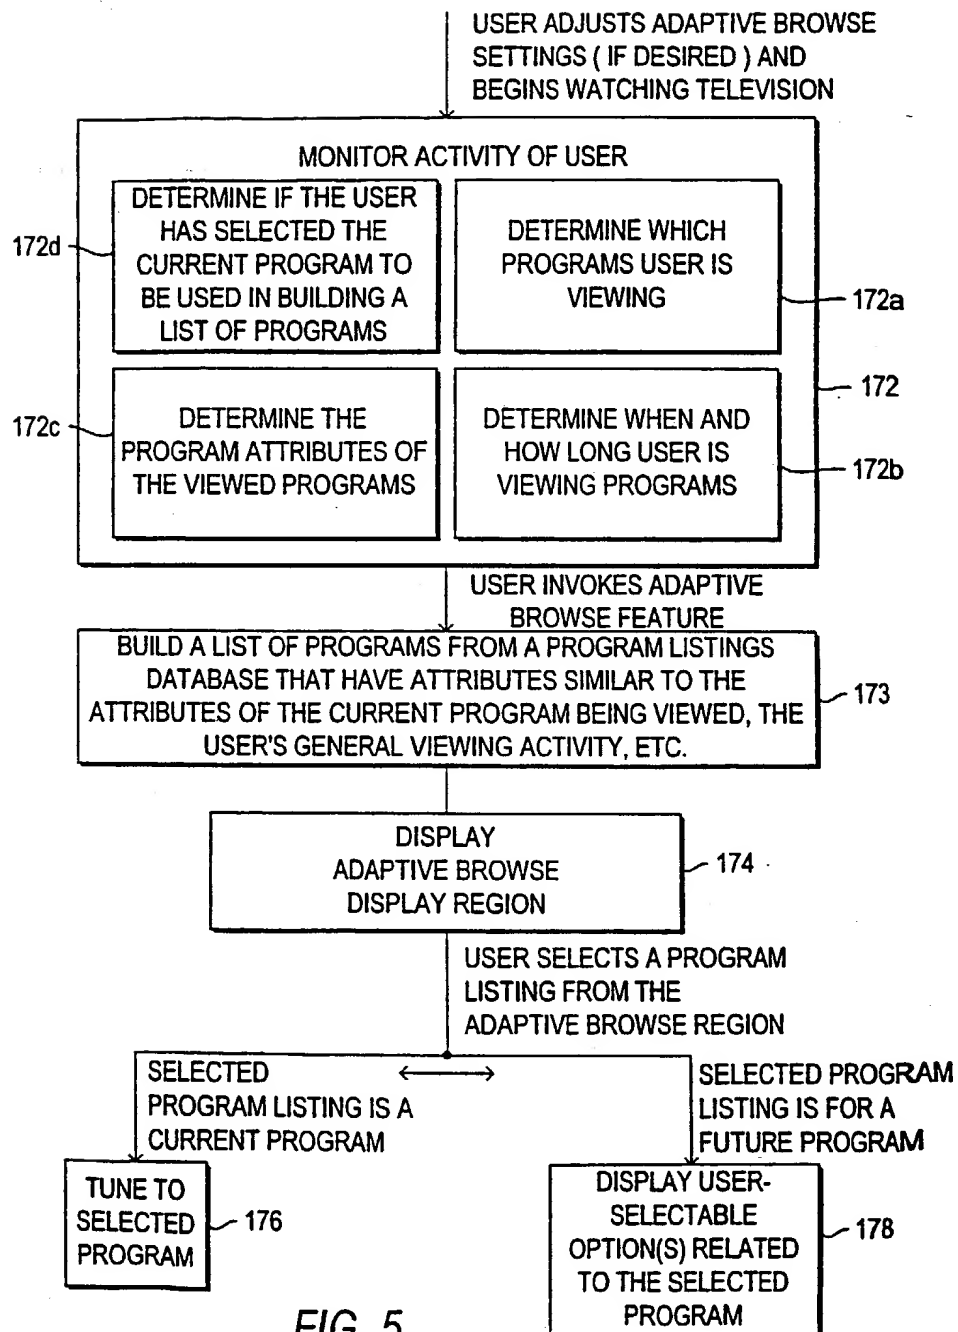 USER ADJUSTS ADAPTIVE BROWSE
SETTINGS ( IF DESIRED ) AND
BEGINS WATCHING TELEVISION
MONITOR ACTIVITY OF USER
172d
DETERMINE IF THE USER
HAS SELECTED THE
CURRENT PROGRAM TO
BE USED IN BUILDING A
LIST OF PROGRAMS
DETERMINE WHICH
PROGRAMS USER IS
VIEWING
172a
172
172c
DETERMINE THE
PROGRAM ATTRIBUTES OF
THE VIEWED PROGRAMS
DETERMINE WHEN AND
HOW LONG USER IS
VIEWING PROGRAMS
172b
USER INVOKES ADAPTIVE
BROWSE FEATURE
BUILD A LIST OF PROGRAMS FROM A PROGRAM LISTINGS
DATABASE THAT HAVE ATTRIBUTES SIMILAR TO THE
ATTRIBUTES OF THE CURRENT PROGRAM BEING VIEWED, THE
USER'S GENERAL VIEWING ACTIVITY, ETC.
173
DISPLAY
ADAPTIVE BROWSE
DISPLAY REGION
174
USER SELECTS A PROGRAM
LISTING FROM THE
ADAPTIVE BROWSE REGION
SELECTED
PROGRAM LISTING IS A
CURRENT PROGRAM
SELECTED PROGRAM
LISTING IS FOR A
FUTURE PROGRAM
TUNE TO
SELECTED
PROGRAM
176
DISPLAY USER-
SELECTABLE
OPTION(S) RELATED
TO THE SELECTED
PROGRAM
178
FIG. 5